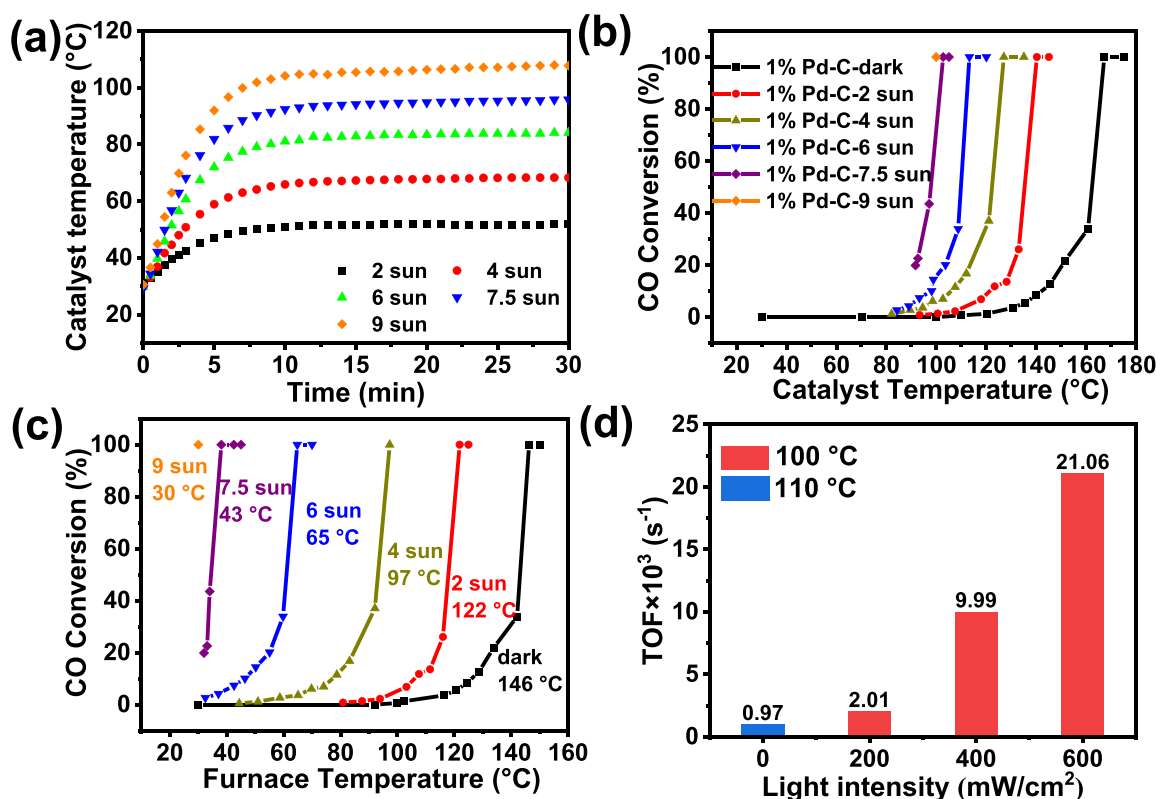 (a)
Catalyst temperature (°C)
120
100
80
60
40
20
0
5
10
15
20
25
30
Time (min)
2 sun
4 sun
6 sun
7.5 sun
9 sun
(b)
CO Conversion (%)
100
80
60
40
20
0
20
40
60
80
100
120
140
160
180
Catalyst Temperature (°C)
1% Pd-C-dark
1% Pd-C-2 sun
1% Pd-C-4 sun
1% Pd-C-6 sun
1% Pd-C-7.5 sun
1% Pd-C-9 sun
(c)
CO Conversion (%)
100
80
60
40
20
0
20
40
60
80
100
120
140
160
Furnace Temperature (°C)
9 sun
30 °C
7.5 sun
43 °C
6 sun
65 °C
4 sun
97 °C
2 sun
122 °C
dark
146 °C
(d)
TOF×10³ (s⁻¹)
25
20
15
10
5
0
100 °C
110 °C
0.97
2.01
9.99
21.06
0
200
400
600
Light intensity (mW/cm²)